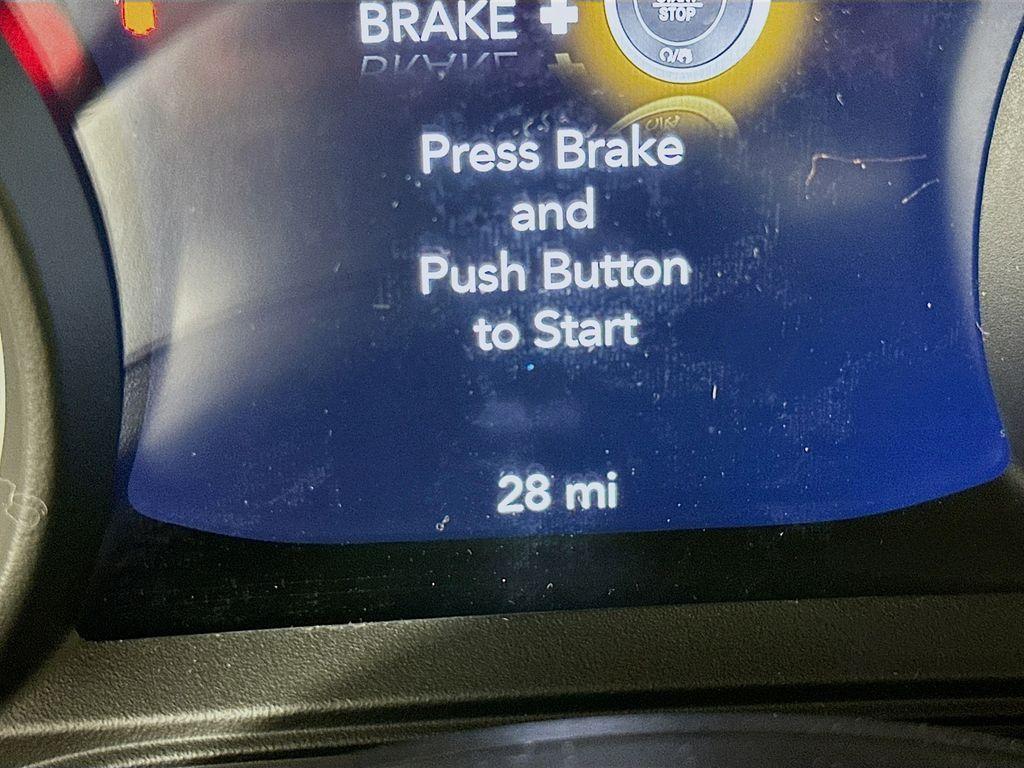 BRAKE +
STOP
Press Brake
and
Push Button
to Start
28 mi